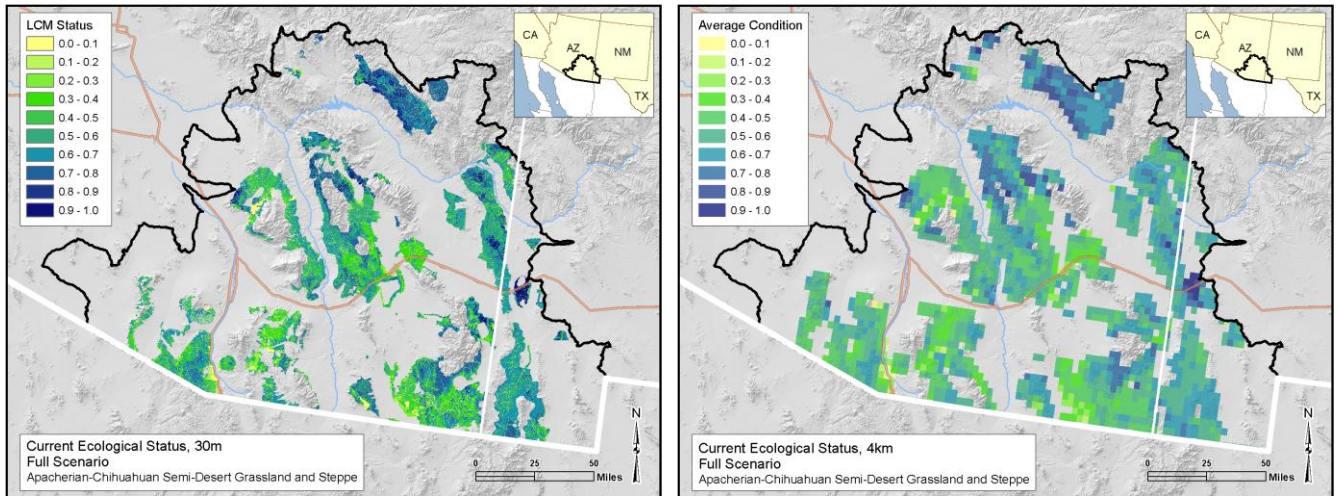 LCM Status
0.0 - 0.1
0.1 - 0.2
0.2 - 0.3
0.3 - 0.4
0.4 - 0.5
0.5 - 0.6
0.6 - 0.7
0.7 - 0.8
0.8 - 0.9
0.9 - 1.0
CA
AZ
NM
TX
N
Current Ecological Status, 30m
Full Scenario
Apacherian-Chihuahuan Semi-Desert Grassland and Steppe
0 25 50
Miles
Average Condition
0.0 - 0.1
0.1 - 0.2
0.2 - 0.3
0.3 - 0.4
0.4 - 0.5
0.5 - 0.6
0.6 - 0.7
0.7 - 0.8
0.8 - 0.9
0.9 - 1.0
CA
AZ
NM
TX
N
Current Ecological Status, 4km
Full Scenario
Apacherian-Chihuahuan Semi-Desert Grassland and Steppe
0 25 50
Miles